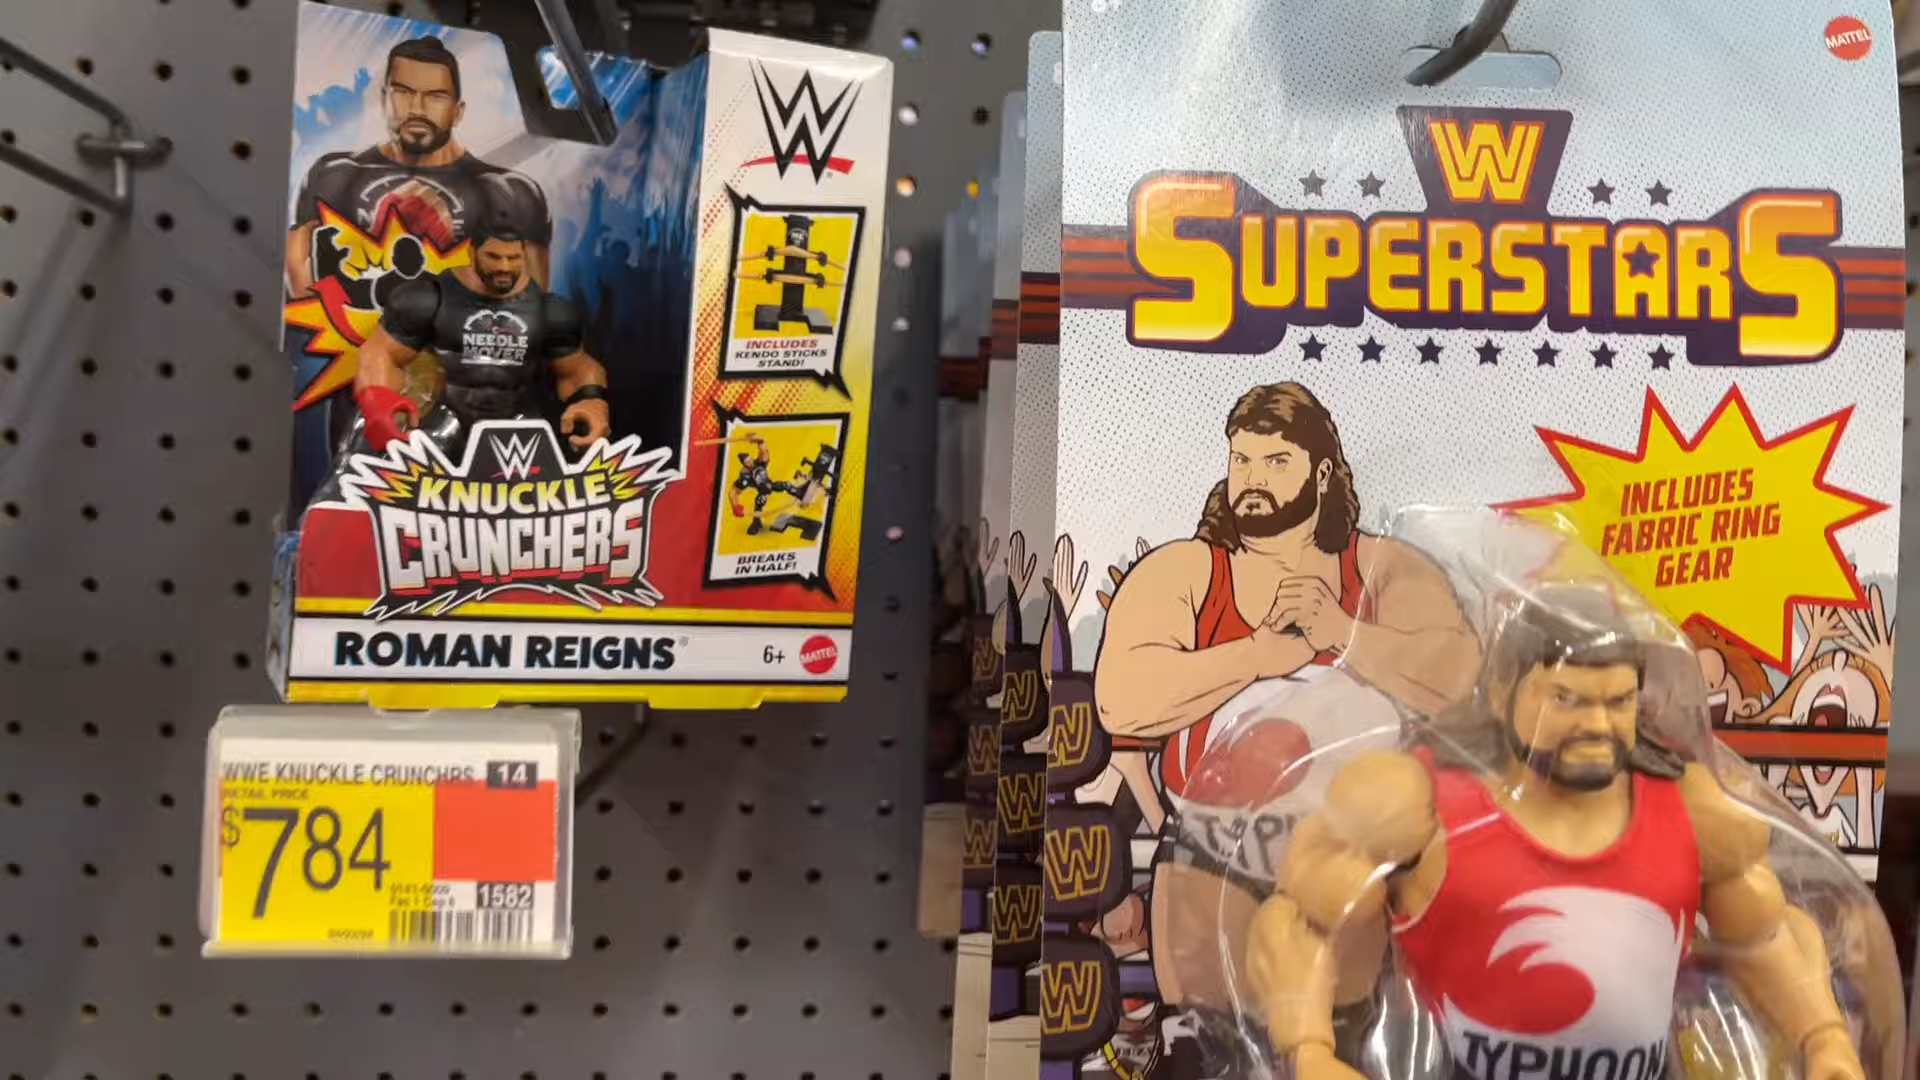 W
NEEDLE
MOVER
INCLUDES
KENDO STICKS
STAND!
BREAKS
IN HALF!
W
KNUCKLE
CRUNCHERS
ROMAN REIGNS
6+
MATTEL
WWE KNUCKLE CRUNCHRS 14
RETAIL PRICE
$784
1582
MATTEL
W
SUPERSTARS
INCLUDES
FABRIC RING
GEAR
TYPH
TYPHOON